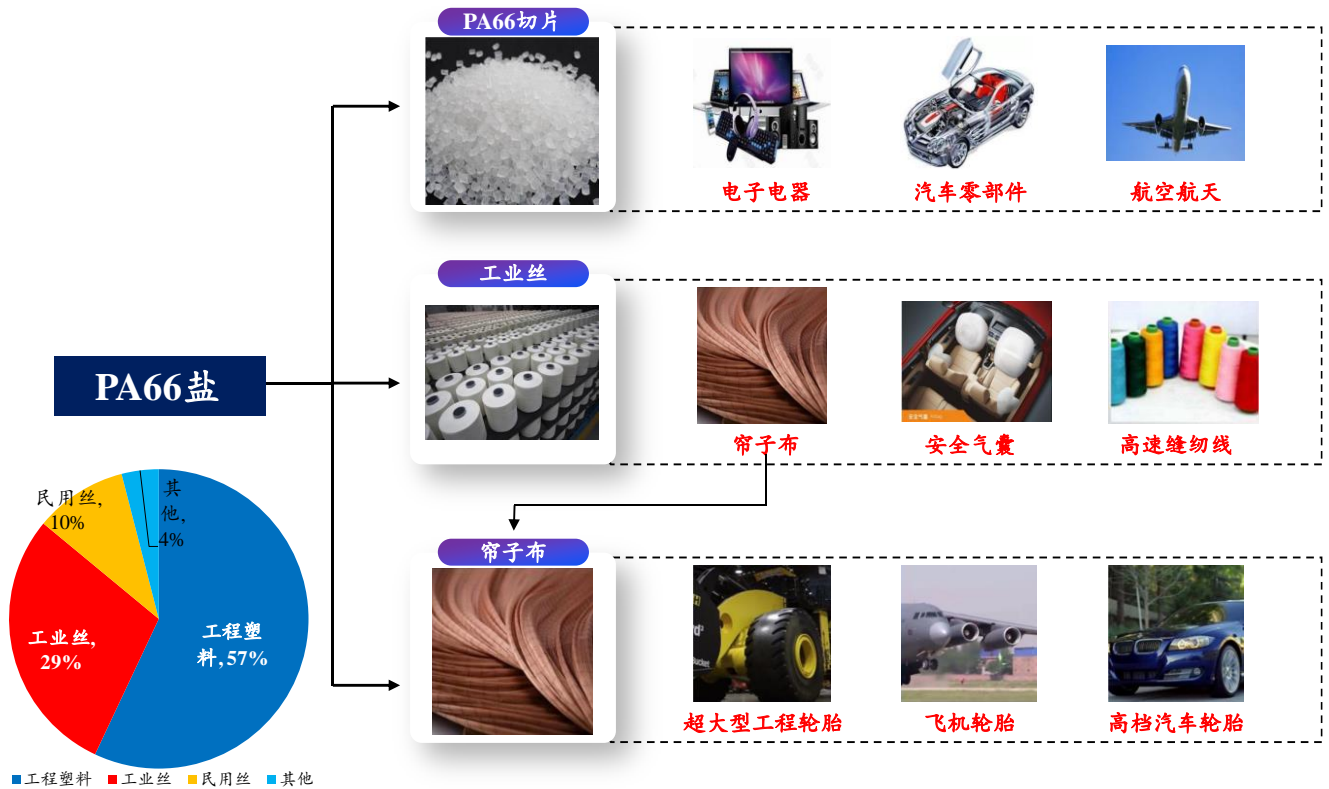 PA66切片
电子电器
汽车零部件
航空航天
工业丝
安全气囊
帘子布
安全气囊
高速缝纫线
PA66盐
民用丝,
10%
其
他,
4%
工业丝,
29%
工程塑
料,57%
工程塑料
工业丝
民用丝
其他
帘子布
超大型工程轮胎
飞机轮胎
高档汽车轮胎